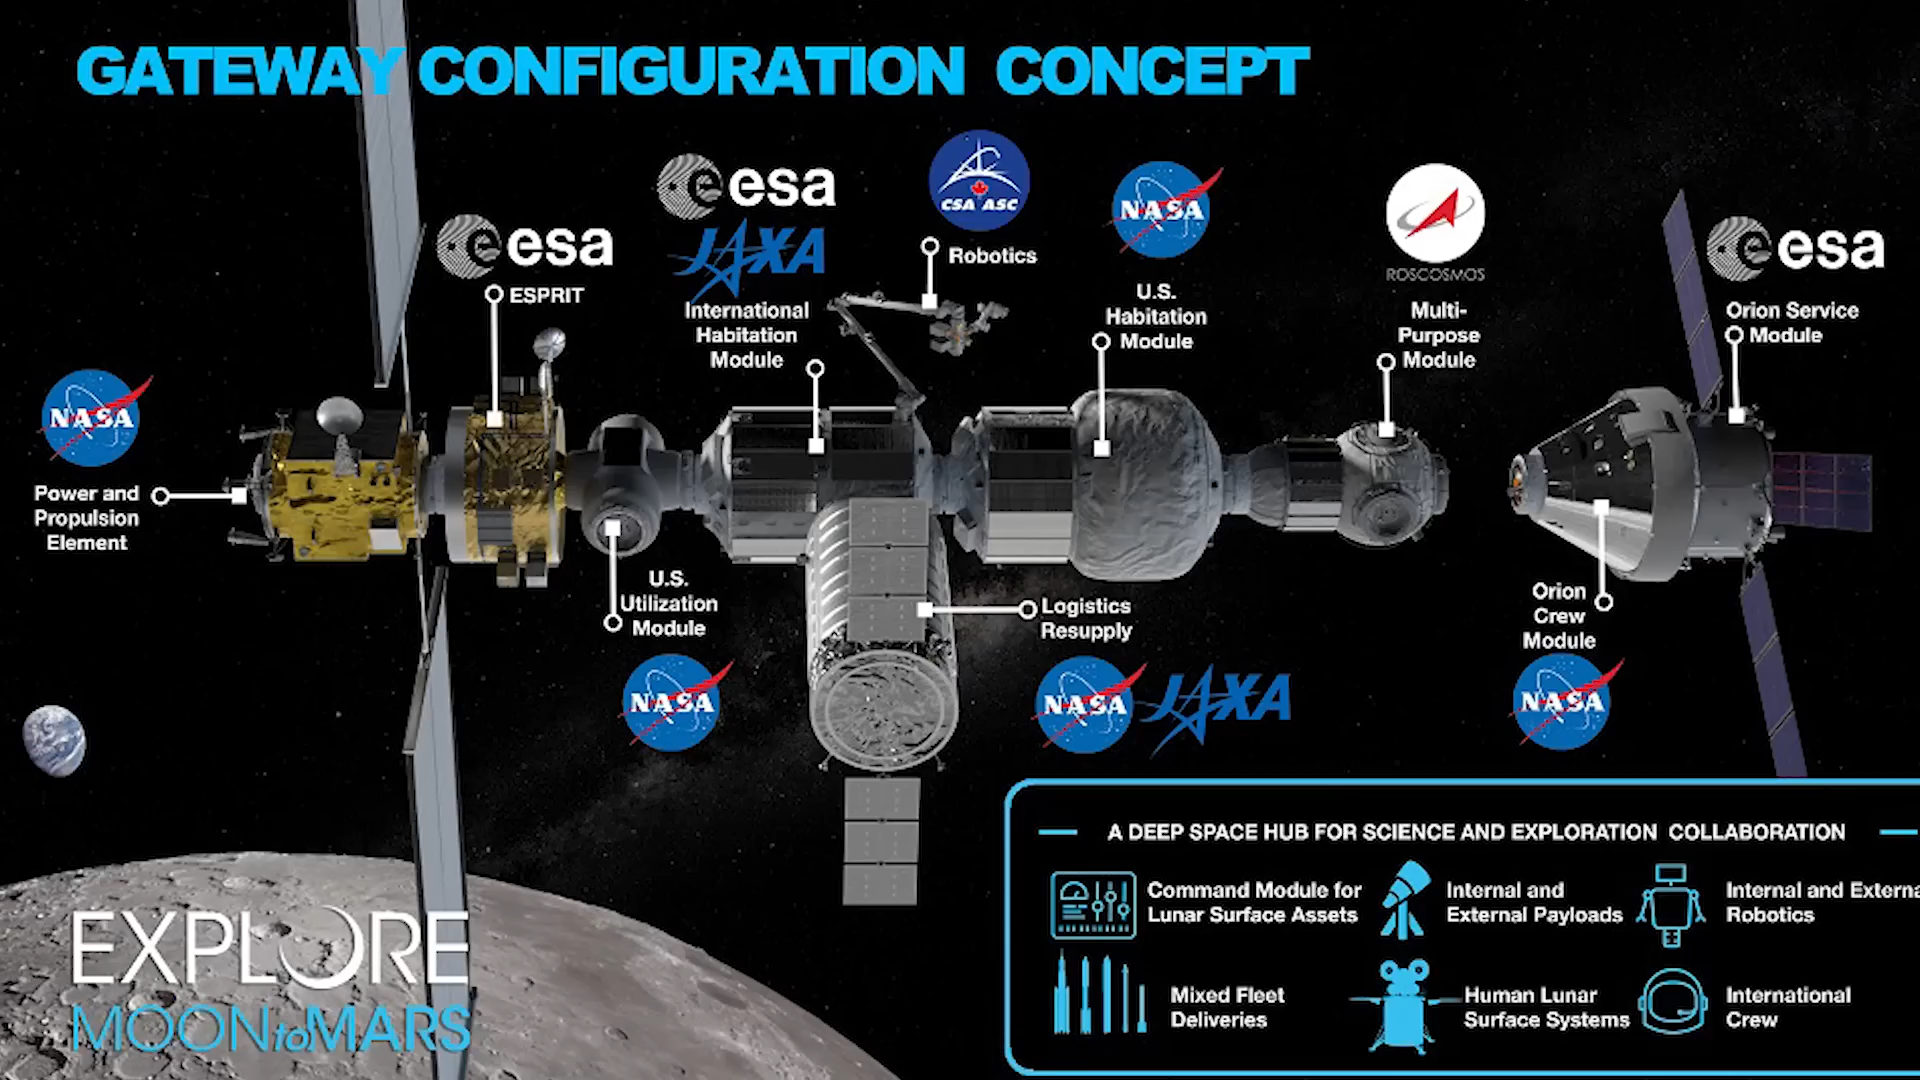 GATEWAY CONFIGURATION CONCEPT
esa
ESPRIT
esa
JAXA
International
Habitation
Module
CSA ASC
Robotics
NASA
U.S.
Habitation
Module
ROSCOSMOS
Multi-
Purpose
Module
esa
Orion Service
Module
NASA
Power and
Propulsion
Element
U.S.
Utilization
Module
NASA
Logistics
Resupply
NASA
JAXA
Orion
Crew
Module
NASA
A DEEP SPACE HUB FOR SCIENCE AND EXPLORATION COLLABORATION
Command Module for
Lunar Surface Assets
Internal and
External Payloads
Internal and Externa
Robotics
Mixed Fleet
Deliveries
Human Lunar
Surface Systems
International
Crew
EXPLORE
MOONtoMARS